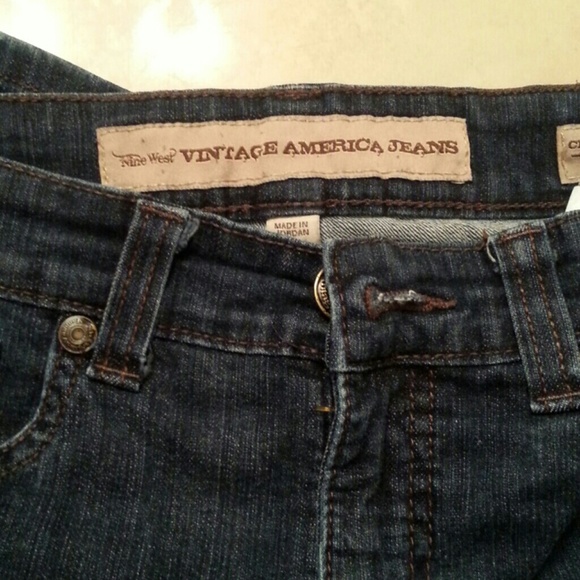 Nine West VINTAGE AMERICA JEANS
MADE IN
JORDAN